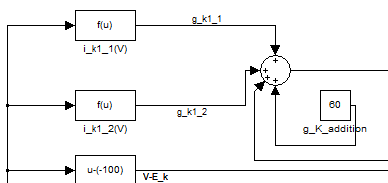 f(u)
g_k1_1
i_k1_1(V)
+
+
+
+
f(u)
g_k1_2
60
i_k1_2(V)
g_K_addition
u-(-100)
V-E_k